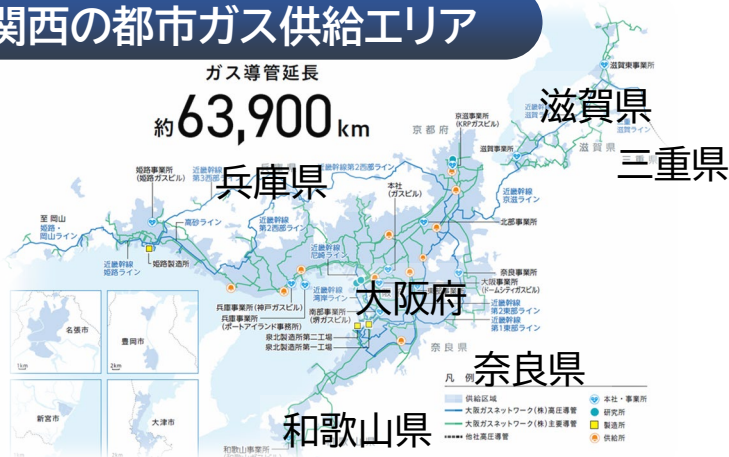 関西の都市ガス供給エリア
ガス導管延長
約63,900km
滋賀東事業所
滋賀県
三重県
京滋事業所
(KRPガスビル)
京都府
滋賀事業所
滋賀県
姫路事業所
(姫路ガスビル)
近畿幹線
第3西部ライン
近畿幹線第2西部ライン
兵庫県
本社
(ガスビル)
近畿幹線
京滋ライン
至 岡山
姫路・
岡山ライン
高砂ライン
近畿幹線
第2西部ライン
北部事業所
近畿幹線
姫路ライン
姫路製造所
近畿幹線
尼崎ライン
近畿幹線
湾岸ライン
奈良事業所
大阪事業所
(ドームシティガスビル)
大阪府
兵庫事業所(神戸ガスビル)
兵庫事業所
(ポートアイランド事務所)
南部事業所
(堺ガスビル)
近畿幹線
第2東部ライン
近畿幹線
第1東部ライン
泉北製造所第二工場
泉北製造所第一工場
奈良県
奈良県
名張市
1km
豊岡市
2km
新宮市
大津市
和歌山県
和歌山事業所
凡例
供給区域
大阪ガスネットワーク(株)高圧導管
大阪ガスネットワーク(株)主要導管
他社高圧導管
本社・事業所
研究所
製造所
供給所